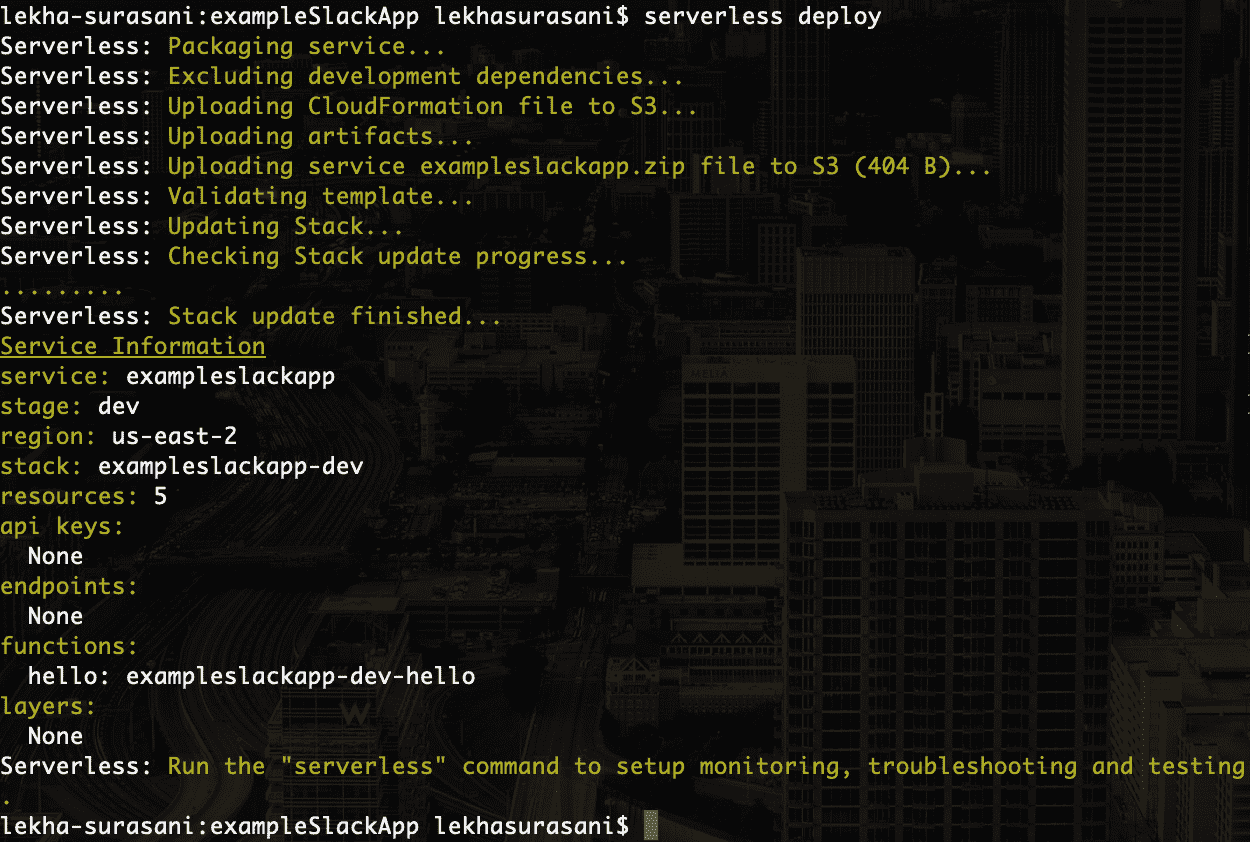 lekha-surasani:exampleSlackApp lekhasurasani$ serverless deploy
Serverless: Packaging service...
Serverless: Excluding development dependencies...
Serverless: Uploading CloudFormation file to S3...
Serverless: Uploading artifacts...
Serverless: Uploading service exampleslackapp.zip file to S3 (404 B)...
Serverless: Validating template...
Serverless: Updating Stack...
Serverless: Checking Stack update progress...
.........
Serverless: Stack update finished...
Service Information
service: exampleslackapp
stage: dev
region: us-east-2
stack: exampleslackapp-dev
resources: 5
api keys:
  None
endpoints:
  None
functions:
  hello: exampleslackapp-dev-hello
layers:
  None
Serverless: Run the "serverless" command to setup monitoring, troubleshooting and testing
.
lekha-surasani:exampleSlackApp lekhasurasani$
MELIA
W